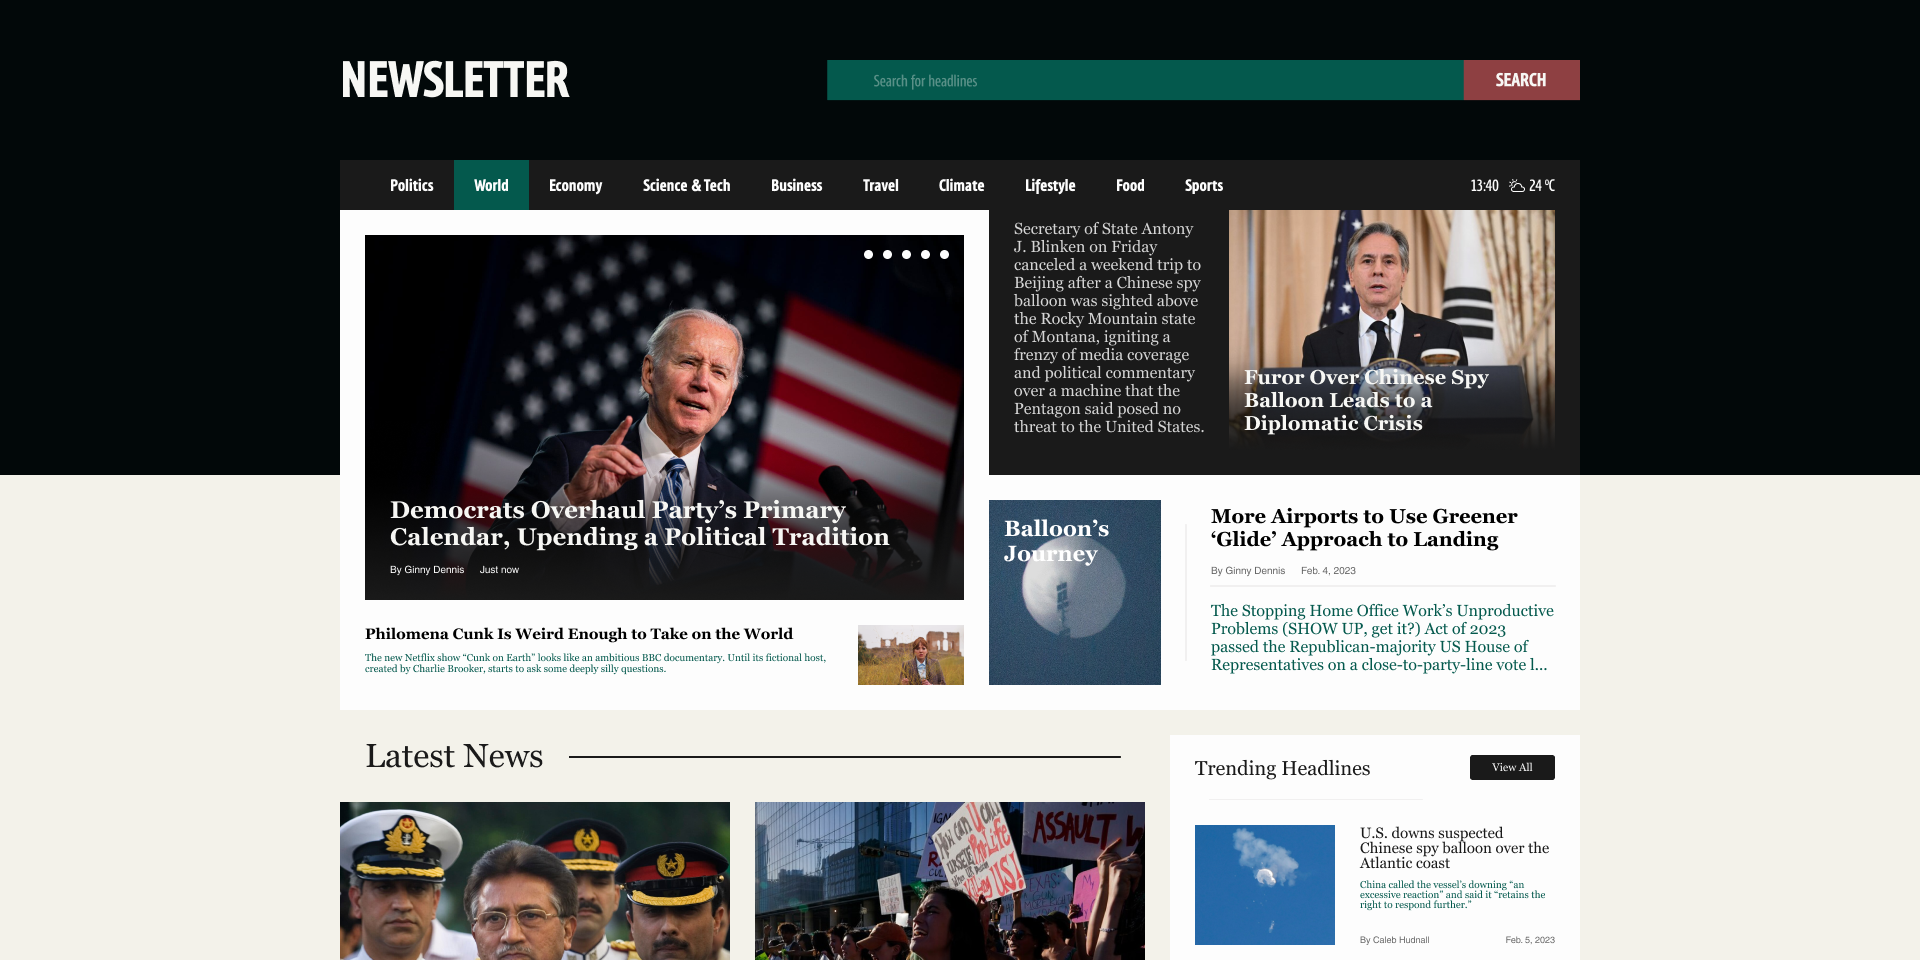 NEWSLETTER
Search for headlines
SEARCH
Politics
World
Economy
Science & Tech
Business
Travel
Climate
Lifestyle
Food
Sports
13:40
24 ºC
Democrats Overhaul Party’s Primary
Calendar, Upending a Political Tradition
By Ginny Dennis Just now
Secretary of State Antony
J. Blinken on Friday
canceled a weekend trip to
Beijing after a Chinese spy
balloon was sighted above
the Rocky Mountain state
of Montana, igniting a
frenzy of media coverage
and political commentary
over a machine that the
Pentagon said posed no
threat to the United States.
Furor Over Chinese Spy
Balloon Leads to a
Diplomatic Crisis
Philomena Cunk Is Weird Enough to Take on the World
The new Netflix show “Cunk on Earth” looks like an ambitious BBC documentary. Until its fictional host,
created by Charlie Brooker, starts to ask some deeply silly questions.
Balloon’s
Journey
More Airports to Use Greener
‘Glide’ Approach to Landing
By Ginny Dennis Feb. 4, 2023
The Stopping Home Office Work’s Unproductive
Problems (SHOW UP, get it?) Act of 2023
passed the Republican-majority US House of
Representatives on a close-to-party-line vote l...
Latest News
ASSAULT
HOW CAN U
PRO-LIFE
US!
Trending Headlines
View All
U.S. downs suspected
Chinese spy balloon over the
Atlantic coast
China called the vessel’s downing “an
excessive reaction” and said it “retains the
right to respond further.”
By Caleb Hudnall Feb. 5, 2023